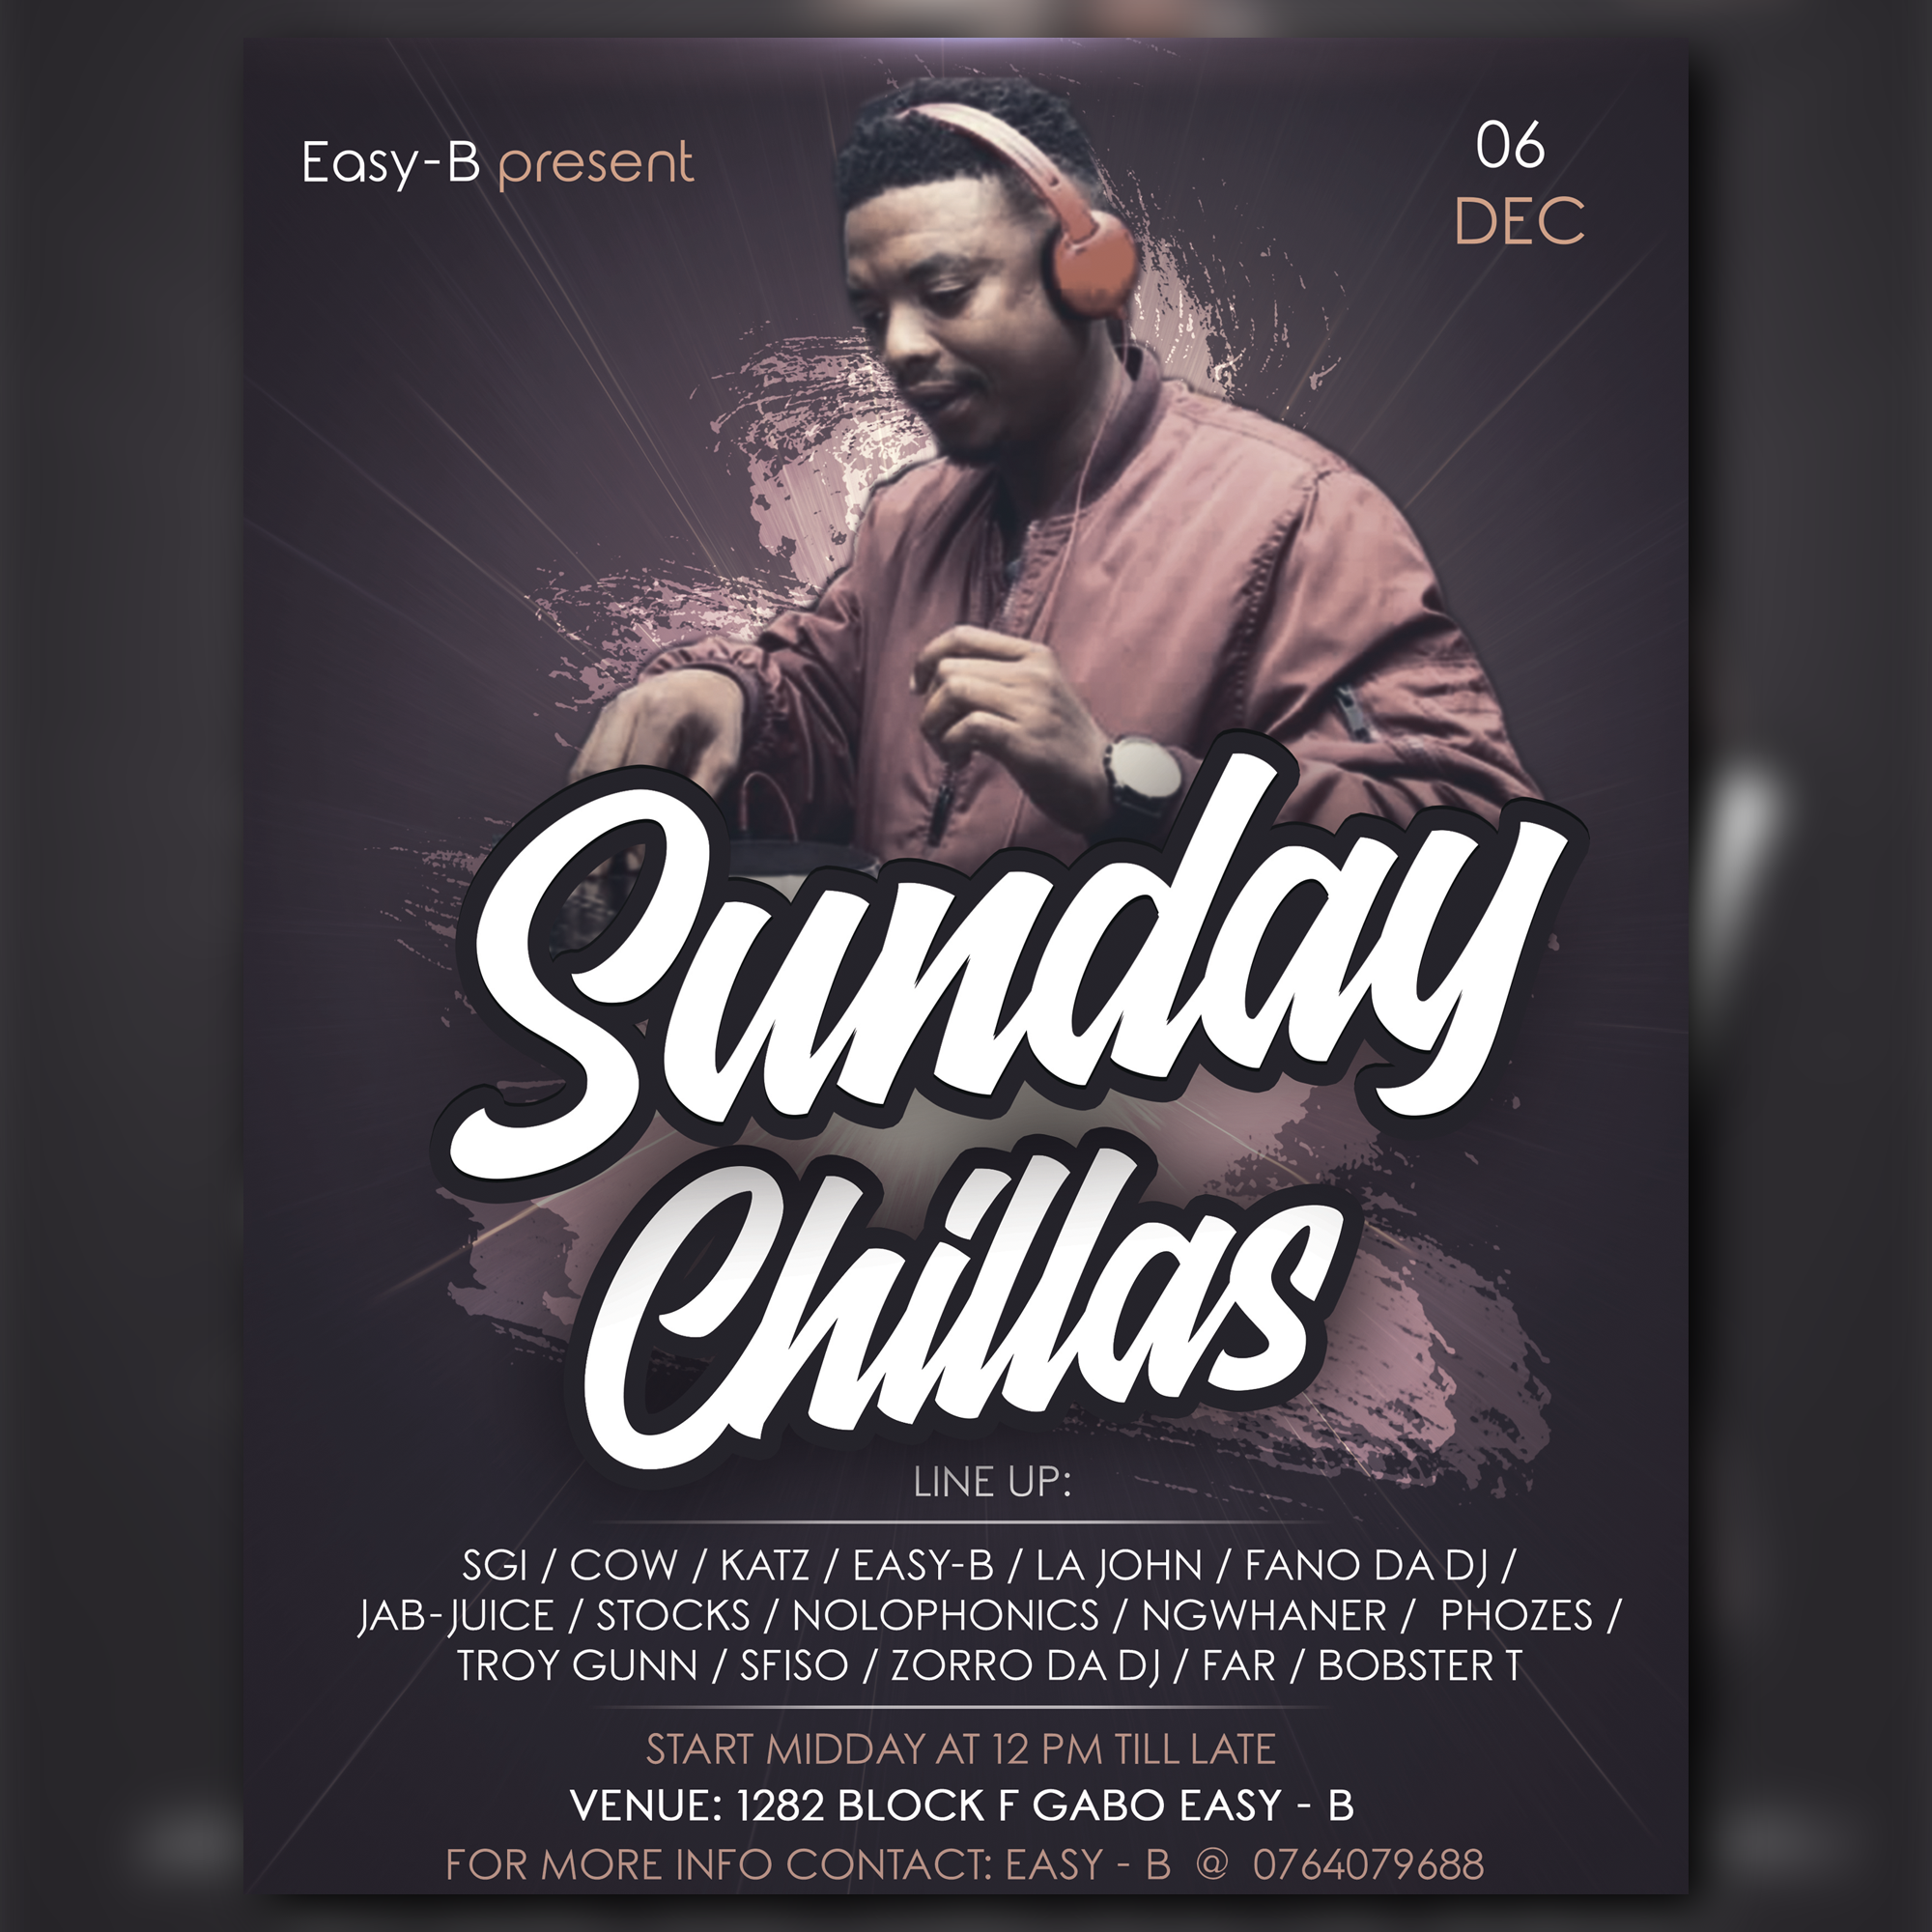 Easy-B present
06
DEC
Sunday
Chillas
LINE UP:
SGI / COW / KATZ / EASY-B / LA JOHN / FANO DA DJ /
JAB-JUICE / STOCKS / NOLOPHONICS / NGWHANER / PHOZES /
TROY GUNN / SFISO / ZORRO DA DJ / FAR / BOBSTER T
START MIDDAY AT 12 PM TILL LATE
VENUE: 1282 BLOCK F GABO EASY - B
FOR MORE INFO CONTACT: EASY - B @ 0764079688